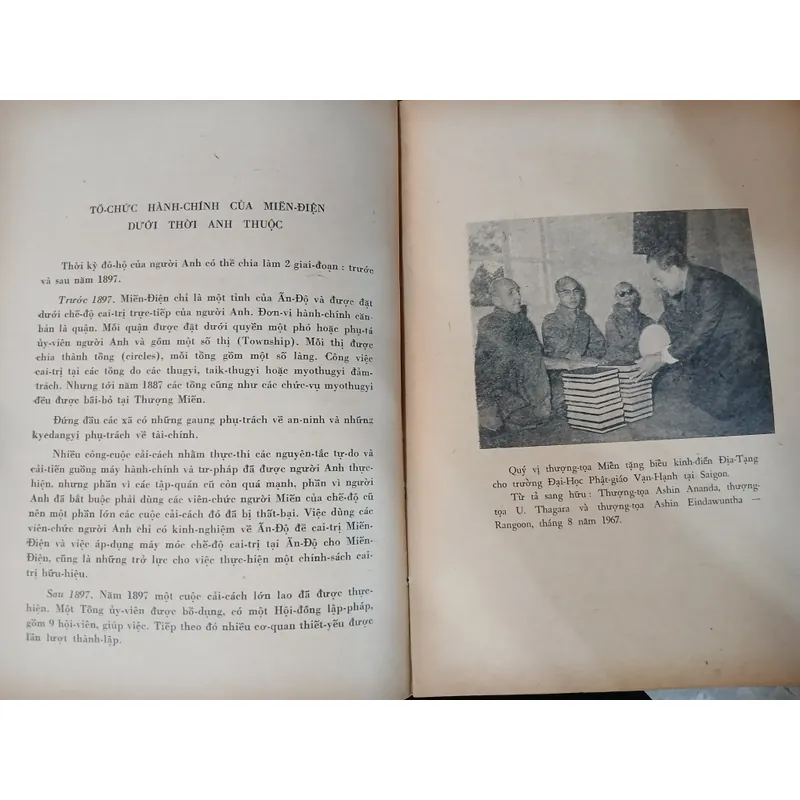 TỔ-CHỨC HÀNH-CHÍNH CỦA MIẾN-ĐIỆN
DƯỚI THỜI ANH THUỘC
Thời kỳ đô-hộ của người Anh có thể chia làm 2 giai-đoạn : trước
và sau năm 1897.
Trước 1897. Miến-Điện chỉ là một tỉnh của Ấn-Độ và được đặt
dưới chế-độ cai-trị trực-tiếp của người Anh. Đơn-vị hành-chính căn-
bản là quận. Mỗi quận được đặt dưới quyền một phó hoặc phụ-tá
ủy-viên người Anh và gồm một số thị (Township). Mỗi thị được
chia thành tổng (circles), mỗi tổng gồm một số làng. Công việc
cai-trị tại các tổng do các thugyi, taik-thugyi hoặc myothugyi đảm-
trách. Nhưng tới năm 1887 các tổng cũng như các chức-vụ myothugyi
đều được bãi-bỏ tại Thượng Miến.
Đứng đầu các xã có những gaung phụ-trách về an-ninh và những
kyedangyi phụ-trách về tài-chính.
Nhiều công-cuộc cải-cách nhằm thực-thi các nguyên-tắc tự-do và
cải-tiến guồng máy hành-chính và tư-pháp đã được người Anh thực-
hiện, nhưng phần vì các tập-quán cũ còn quá mạnh, phần vì người
Anh đã bắt buộc phải dùng các viên-chức người Miến của chế-độ cũ
nên một phần lớn các cuộc cải-cách đó đã bị thất-bại. Việc dùng các
viên-chức người Anh chỉ có kinh-nghiệm về Ấn-Độ để cai-trị Miến-
Điện và việc áp-dụng máy móc chế-độ cai-trị tại Ấn-Độ cho Miến-
Điện, cũng là những trở lực cho việc thực-hiện một chính-sách cai-
trị hữu-hiệu.
Sau 1897. Năm 1897 một cuộc cải-cách lớn lao đã được thực-
hiện. Một Tổng ủy-viên được bổ-dụng, có một Hội-đồng lập-pháp,
gồm 9 hội-viên, giúp việc. Tiếp theo đó nhiều cơ-quan thiết-yếu được
lần lượt thành-lập.
Quý vị thượng-tọa Miến tặng biếu kinh-điển Địa-Tạng
cho trường Đại-Học Phật-giáo Vạn-Hạnh tại Saigon.
Từ tả sang hữu : Thượng-tọa Ashin Ananda, thượng-
tọa U. Thagara và thượng-tọa Ashin Eindawuntha —
Rangoon, tháng 8 năm 1967.